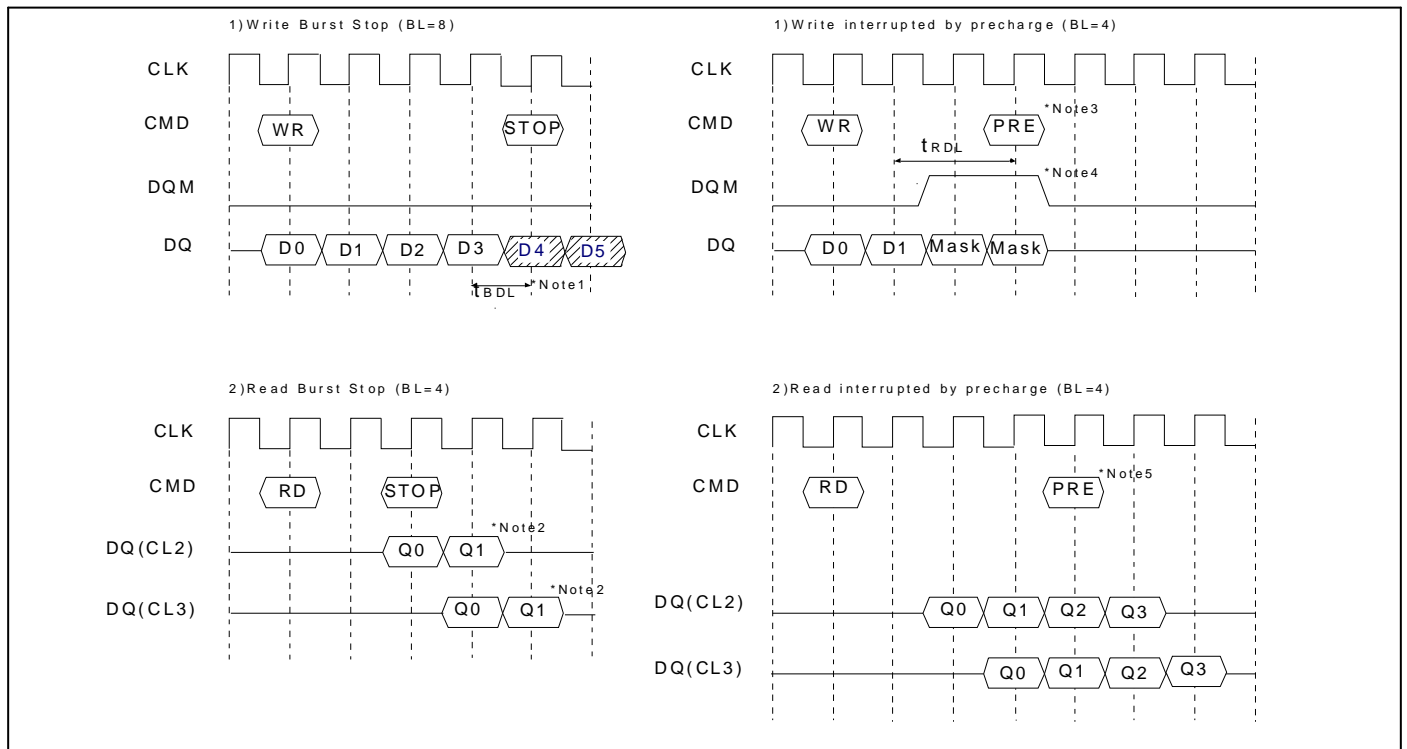 1)Write Burst Stop (BL=8)
CLK
CMD
WR
STOP
DQM
DQ
D0 D1 D2 D3 D4 D5
tBDL *Note1
1)Write interrupted by precharge (BL=4)
CLK
CMD
WR
PRE
*Note3
tRDL
DQM
*Note4
DQ
D0 D1 Mask Mask
2)Read Burst Stop (BL=4)
CLK
CMD
RD
STOP
DQ(CL2)
Q0 Q1
*Note2
DQ(CL3)
Q0 Q1
*Note2
2)Read interrupted by precharge (BL=4)
CLK
CMD
RD
PRE
*Note5
DQ(CL2)
Q0 Q1 Q2 Q3
DQ(CL3)
Q0 Q1 Q2 Q3